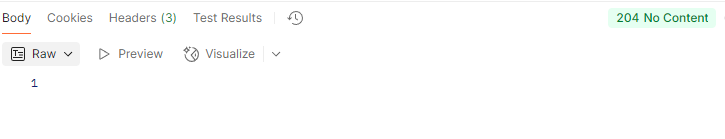 Body Cookies Headers (3) Test Results 204 No Content
Raw Preview Visualize
1